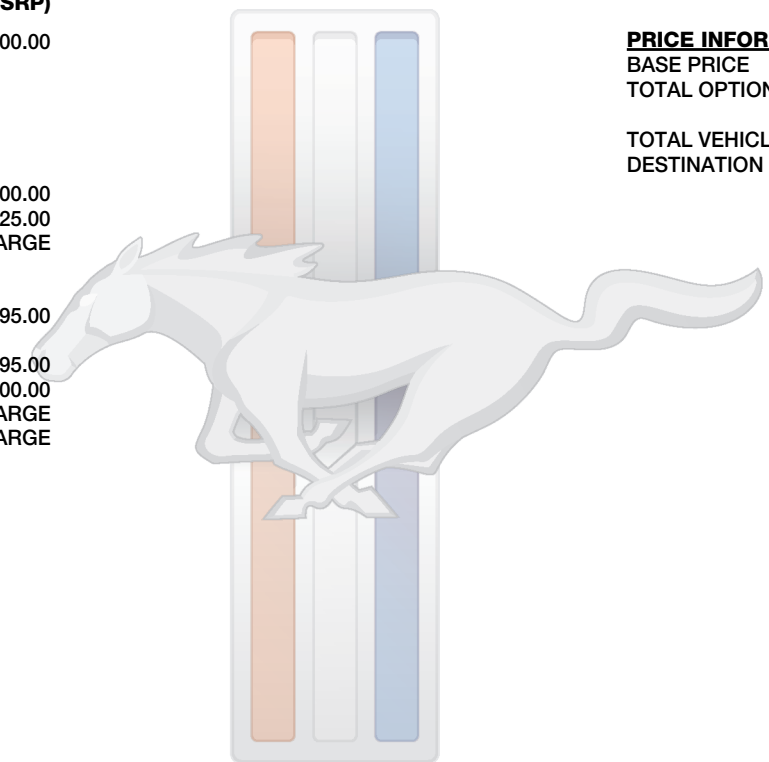 SRP)
00.00
00.00
25.00
ARGE
95.00
95.00
00.00
ARGE
ARGE
PRICE INFOR
BASE PRICE
TOTAL OPTION
TOTAL VEHICL
DESTINATION